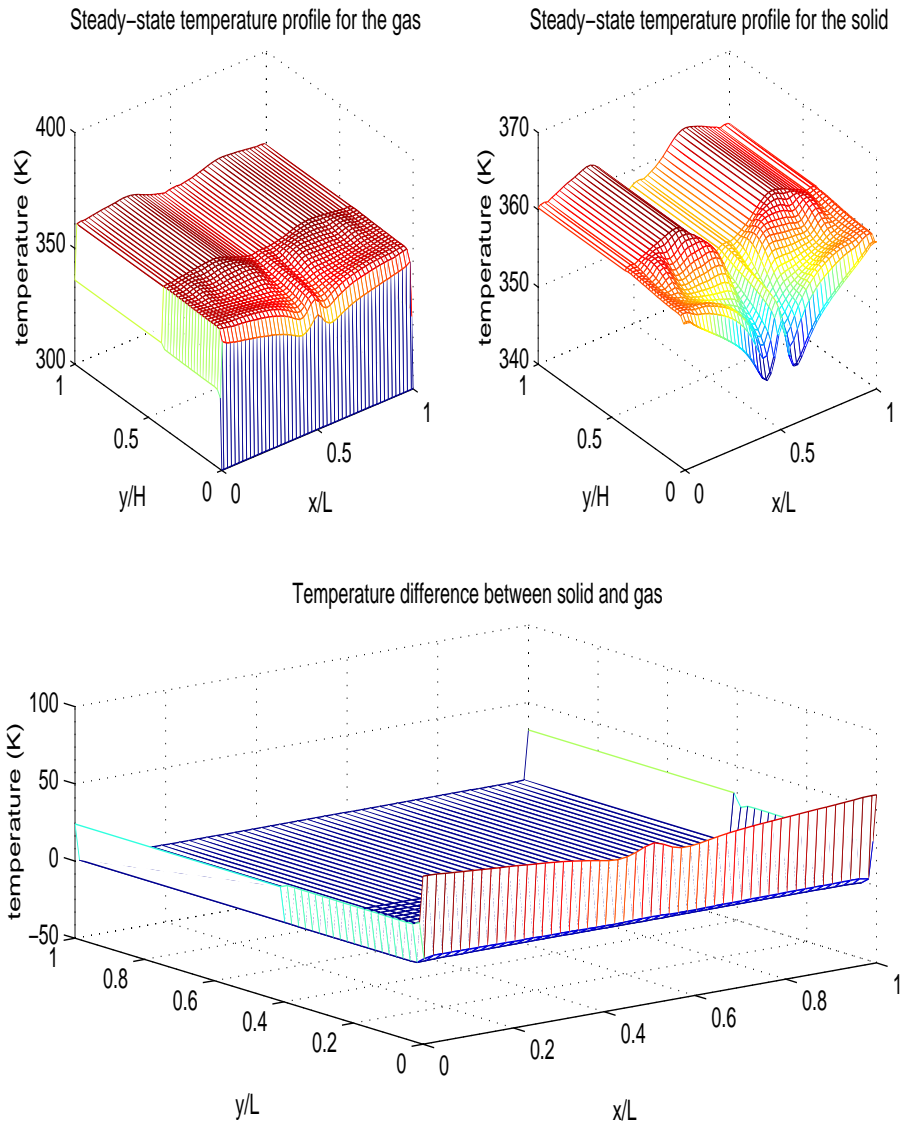 Steady−state temperature profile for the gas
Steady−state temperature profile for the solid
400
350
300
temperature (K)
1
0.5
0
y/H
0
0.5
1
x/L
370
360
350
340
temperature (K)
1
0.5
0
y/H
0
0.5
1
x/L
Temperature difference between solid and gas
100
50
0
−50
temperature (K)
1
0.8
0.6
0.4
0.2
0
y/L
0
0.2
0.4
0.6
0.8
1
x/L